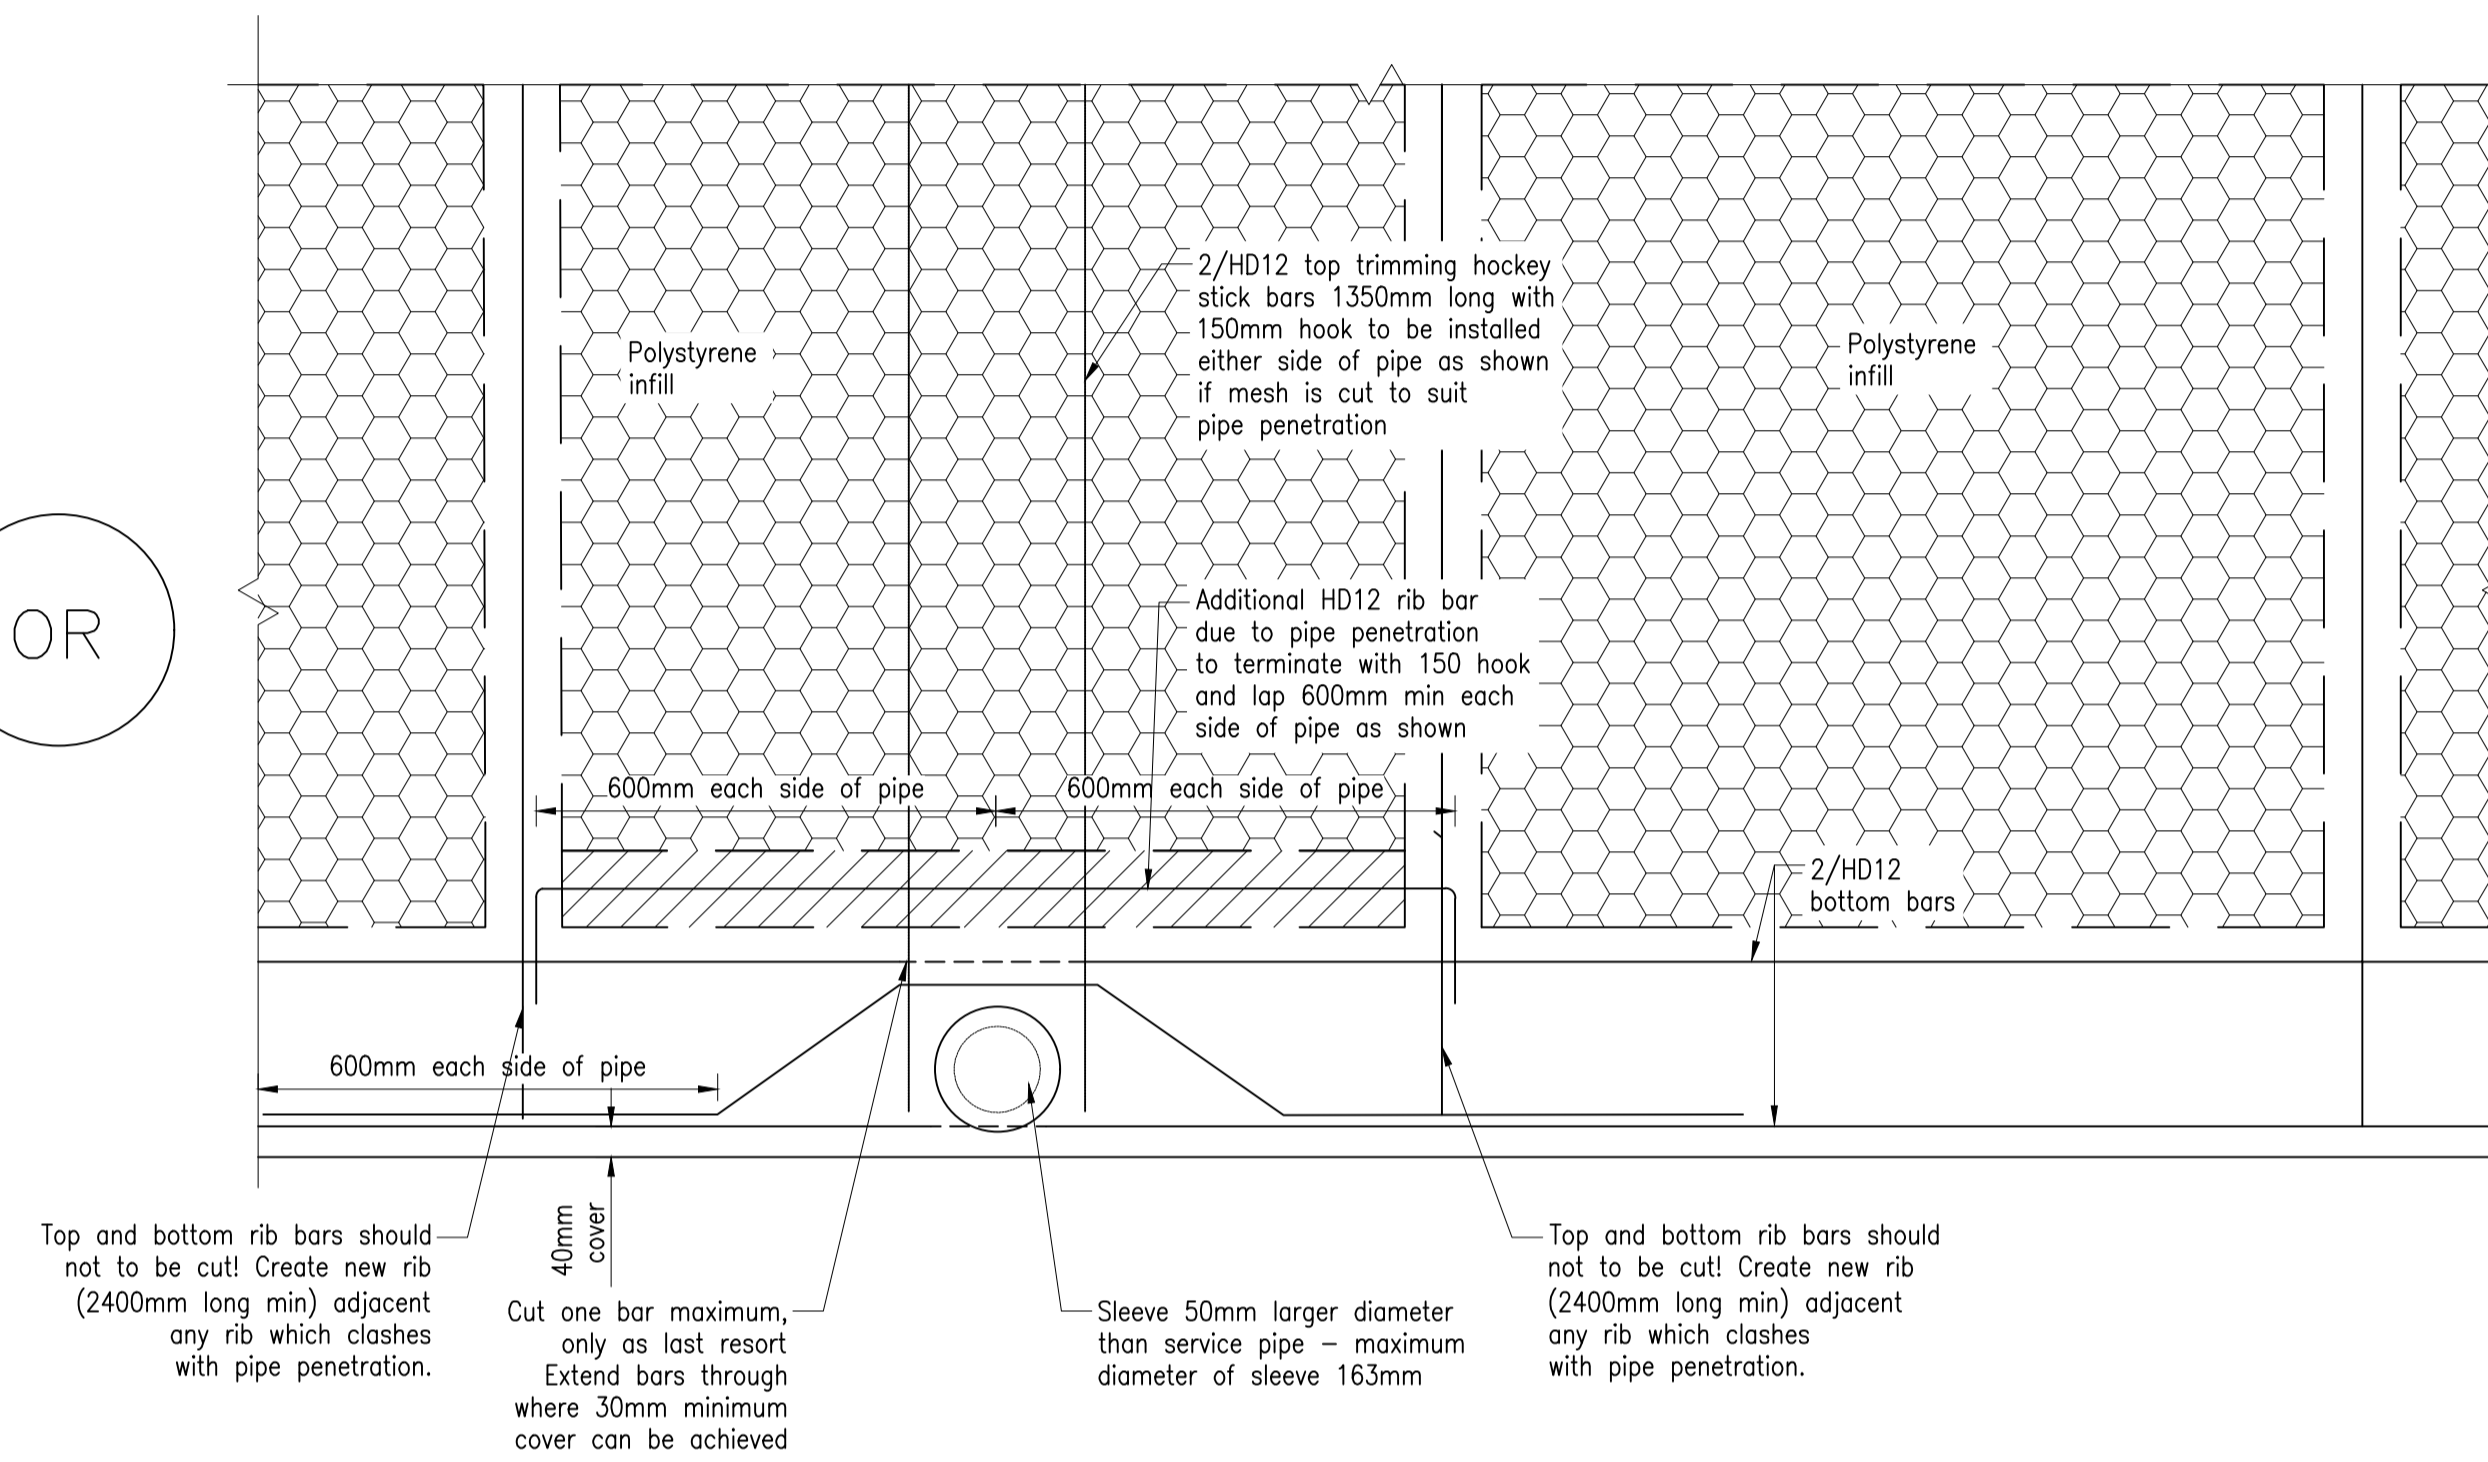 2/HD12 top trimming hockey
stick bars 1350mm long with
150mm hook to be installed
either side of pipe as shown
if mesh is cut to suit
pipe penetration
Polystyrene
infill
Polystyrene
infill
OR
Additional HD12 rib bar
due to pipe penetration
to terminate with 150 hook
and lap 600mm min each
side of pipe as shown
600mm each side of pipe
600mm each side of pipe
2/HD12
bottom bars
600mm each side of pipe
40mm
cover
Top and bottom rib bars should
not to be cut! Create new rib
(2400mm long min) adjacent
any rib which clashes
with pipe penetration.
Cut one bar maximum,
only as last resort
Extend bars through
where 30mm minimum
cover can be achieved
Sleeve 50mm larger diameter
than service pipe – maximum
diameter of sleeve 163mm
Top and bottom rib bars should
not to be cut! Create new rib
(2400mm long min) adjacent
any rib which clashes
with pipe penetration.